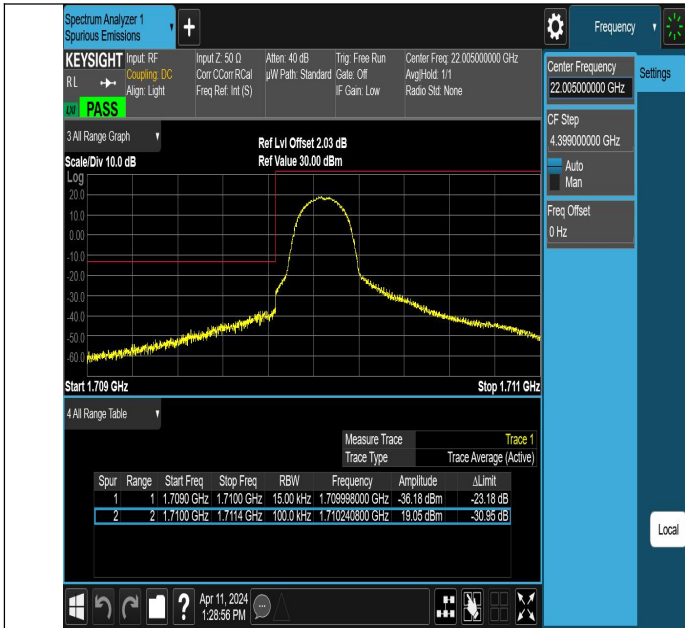 Spectrum Analyzer 1
Spurious Emissions
Frequency
KEYSIGHT
RL
LXI
PASS
Input: RF
Coupling: DC
Align: Light
Input Z: 50 Ω
Corr CCorr RCal
Freq Ref: Int (S)
Atten: 40 dB
µW Path: Standard
Trig: Free Run
Gate: Off
IF Gain: Low
Center Freq: 22.005000000 GHz
Avg|Hold: 1/1
Radio Std: None
Center Frequency
22.005000000 GHz
Settings
CF Step
4.399000000 GHz
Auto
Man
Freq Offset
0 Hz
Local
3 All Range Graph
Ref Lvl Offset 2.03 dB
Scale/Div 10.0 dB
Ref Value 30.00 dBm
Log
20.0
10.0
0.00
-10.0
-20.0
-30.0
-40.0
-50.0
-60.0
Start 1.709 GHz
Stop 1.711 GHz
4 All Range Table
Measure Trace Trace 1
Trace Type Trace Average (Active)
Spur Range Start Freq Stop Freq RBW Frequency Amplitude ΔLimit
1 1 1.7090 GHz 1.7100 GHz 15.00 kHz 1.709998000 GHz -36.18 dBm -23.18 dB
2 2 1.7100 GHz 1.7114 GHz 100.0 kHz 1.710240800 GHz 19.05 dBm -30.95 dB
Apr 11, 2024
1:28:56 PM